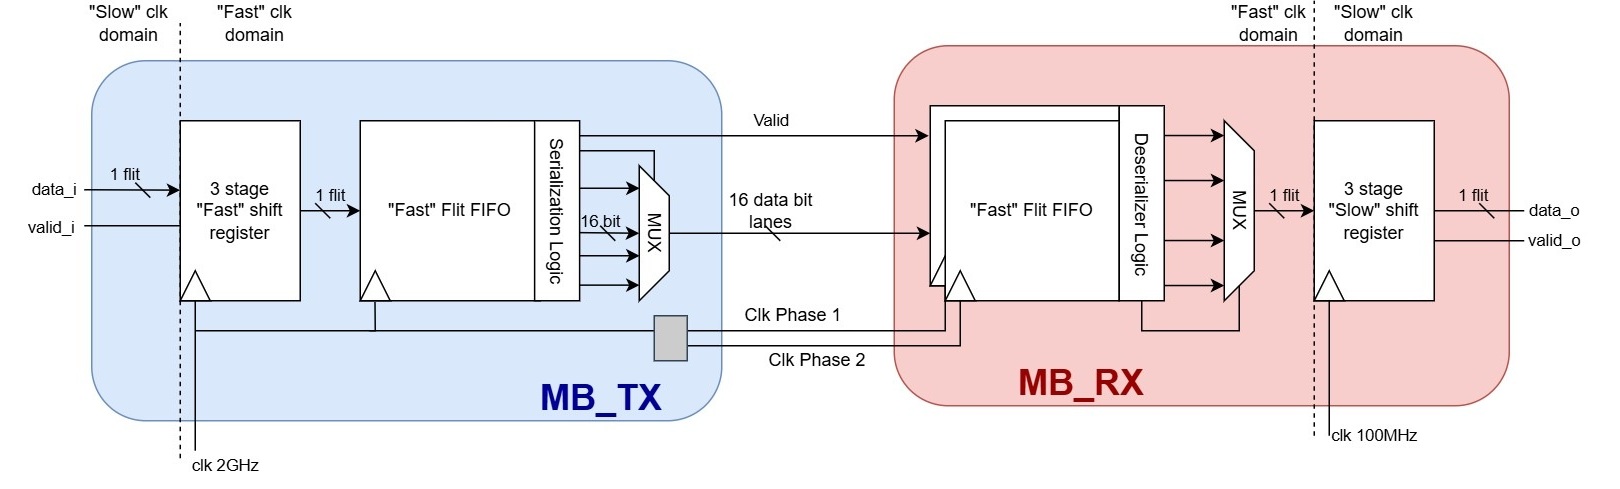 "Slow" clk
domain
"Fast" clk
domain
"Fast" clk
domain
"Slow" clk
domain
data_i
valid_i
1 flit
3 stage
"Fast" shift
register
1 flit
"Fast" Flit FIFO
Serialization Logic
16 bit
MUX
Valid
16 data bit
lanes
Clk Phase 1
Clk Phase 2
MB_TX
clk 2GHz
"Fast" Flit FIFO
Deserializer Logic
MUX
1 flit
3 stage
"Slow" shift
register
1 flit
data_o
valid_o
MB_RX
clk 100MHz